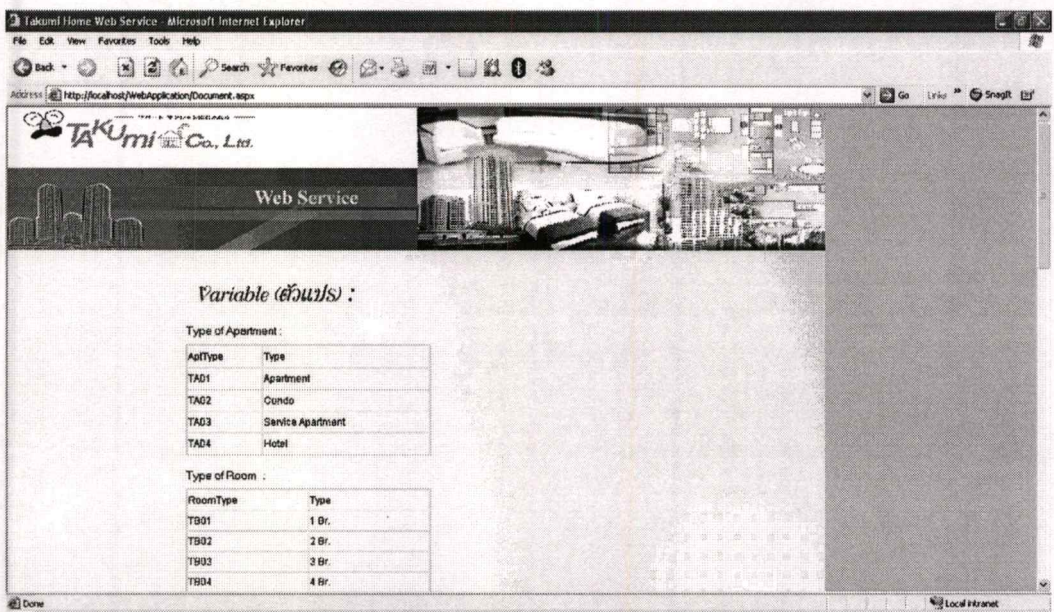 Takumi Home Web Service - Microsoft Internet Explorer
File Edit View Favorites Tools Help
Back Search Favorites
Address http://localhost/WebApplication/Document.aspx Go Links » SnagIt
TAKUmi Co., Ltd.
Web Service
Variable (ตัวแปร) :
Type of Apartment :
AptType Type
TA01 Apartment
TA02 Condo
TA03 Service Apartment
TA04 Hotel
Type of Room :
RoomType Type
TB01 1 Br.
TB02 2 Br.
TB03 3 Br.
TB04 4 Br.
Done Local intranet